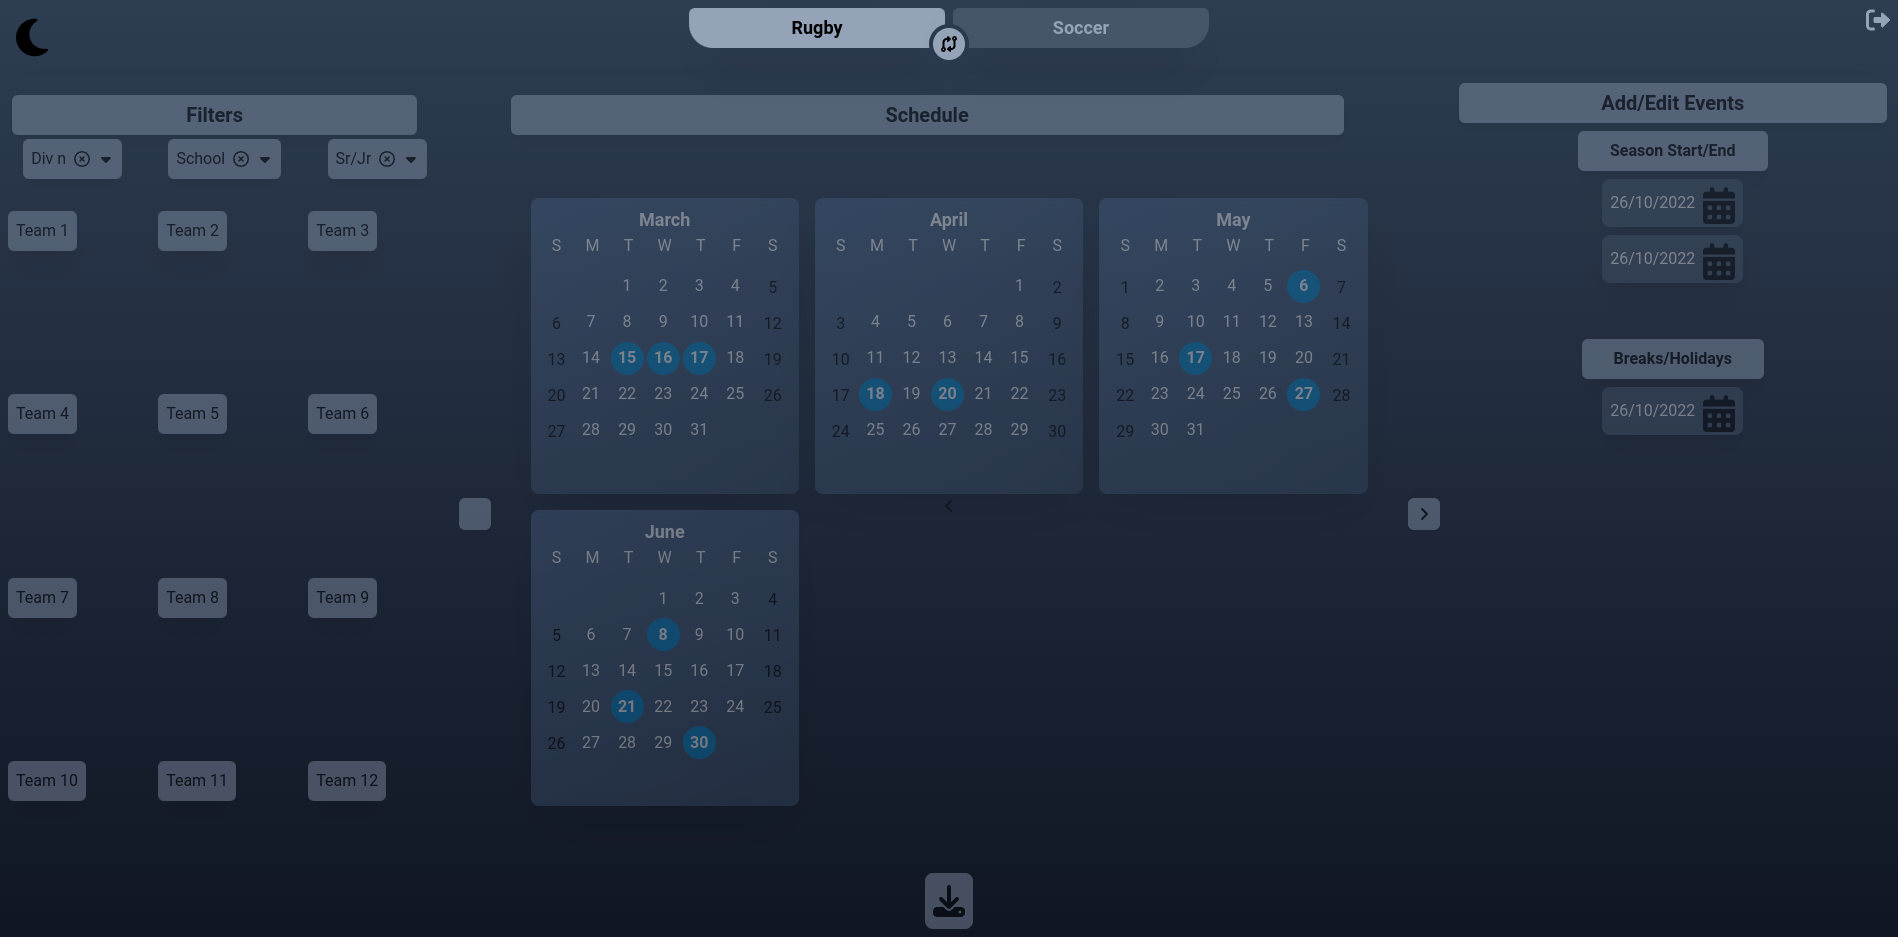 Rugby
Soccer
Filters
Div n
School
Sr/Jr
Team 1
Team 2
Team 3
Team 4
Team 5
Team 6
Team 7
Team 8
Team 9
Team 10
Team 11
Team 12
Schedule
March
S M T W T F S
1 2 3 4 5
6 7 8 9 10 11 12
13 14 15 16 17 18 19
20 21 22 23 24 25 26
27 28 29 30 31
April
S M T W T F S
1 2
3 4 5 6 7 8 9
10 11 12 13 14 15 16
17 18 19 20 21 22 23
24 25 26 27 28 29 30
May
S M T W T F S
1 2 3 4 5 6 7
8 9 10 11 12 13 14
15 16 17 18 19 20 21
22 23 24 25 26 27 28
29 30 31
June
S M T W T F S
1 2 3 4
5 6 7 8 9 10 11
12 13 14 15 16 17 18
19 20 21 22 23 24 25
26 27 28 29 30
Add/Edit Events
Season Start/End
26/10/2022
26/10/2022
Breaks/Holidays
26/10/2022